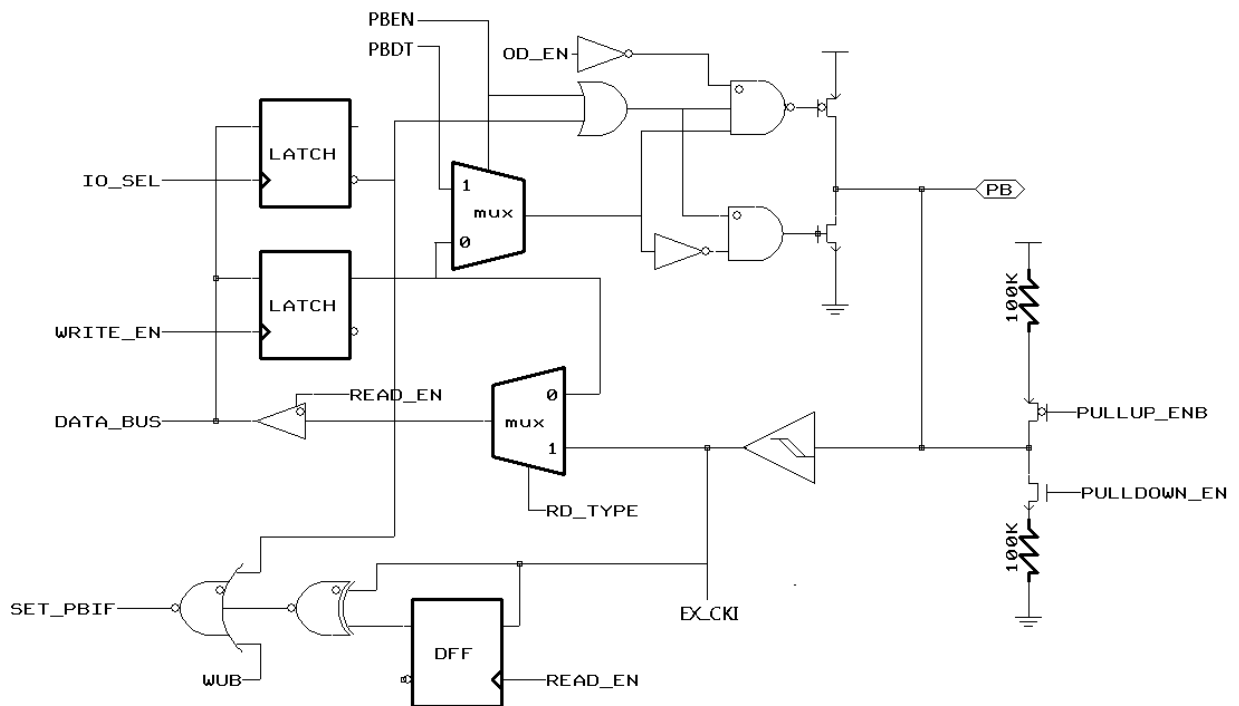 PBEN
PBDT
OD_EN
LATCH
IO_SEL
1
mux
0
PB
LATCH
WRITE_EN
100K
READ_EN
0
DATA_BUS
mux
PULLUP_ENB
1
PULLDOWN_EN
RD_TYPE
100K
SET_PBIF
EX_CKI
DFF
WUB
READ_EN